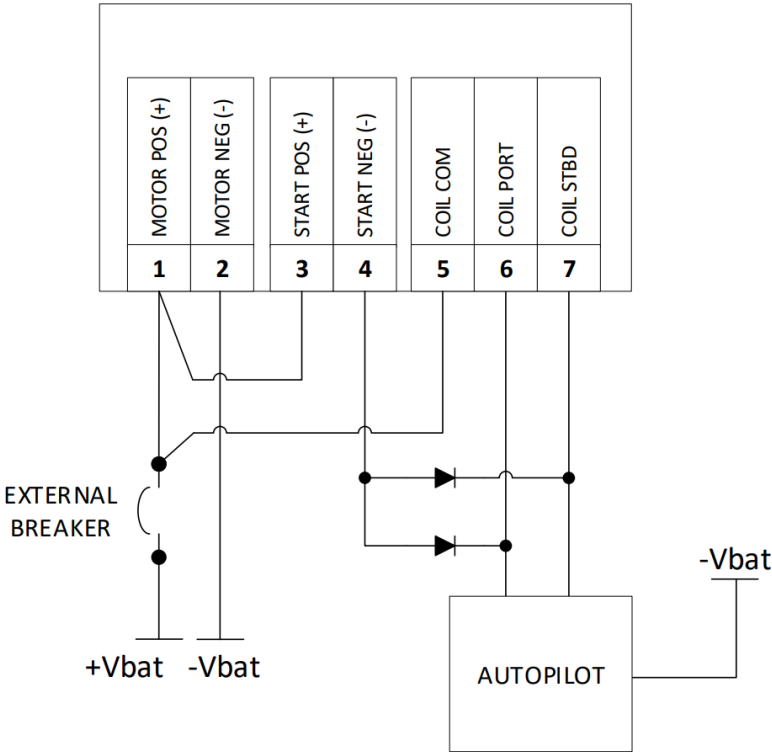 MOTOR POS (+)
MOTOR NEG (-)
START POS (+)
START NEG (-)
COIL COM
COIL PORT
COIL STBD
1
2
3
4
5
6
7
EXTERNAL
BREAKER
+Vbat
-Vbat
-Vbat
AUTOPILOT